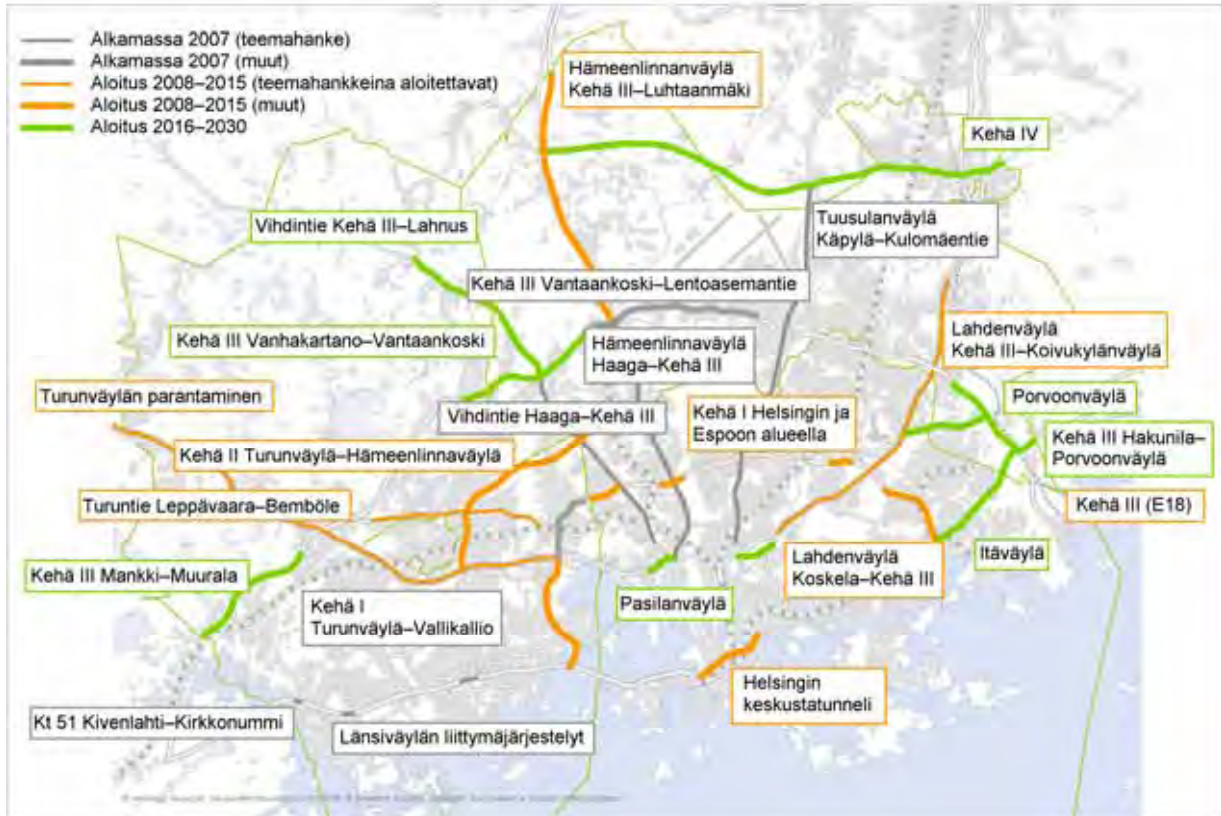 Alkamassa 2007 (teemahanke)
Alkamassa 2007 (muut)
Aloitus 2008–2015 (teemahankkeina aloitettavat)
Aloitus 2008–2015 (muut)
Aloitus 2016–2030
Hämeenlinnanväylä
Kehä III–Luhtaanmäki
Kehä IV
Tuusulanväylä
Käpylä–Kulomäentie
Vihdintie Kehä III–Lahnus
Kehä III Vantaankoski–Lentoasemantie
Kehä III Vanhakartano–Vantaankoski
Hämeenlinnaväylä
Haaga–Kehä III
Lahdenväylä
Kehä III–Koivukylänväylä
Turunväylän parantaminen
Vihdintie Haaga–Kehä III
Kehä I Helsingin ja
Espoon alueella
Porvoonväylä
Kehä III Hakunila–
Porvoonväylä
Kehä II Turunväylä–Hämeenlinnaväylä
Turuntie Leppävaara–Bemböle
Kehä III (E18)
Kehä III Mankki–Muurala
Lahdenväylä
Koskela–Kehä III
Itäväylä
Kehä I
Turunväylä–Vallikallio
Pasilanväylä
Helsingin
keskustatunneli
Kt 51 Kivenlahti–Kirkkonummi
Länsiväylän liittymäjärjestelyt